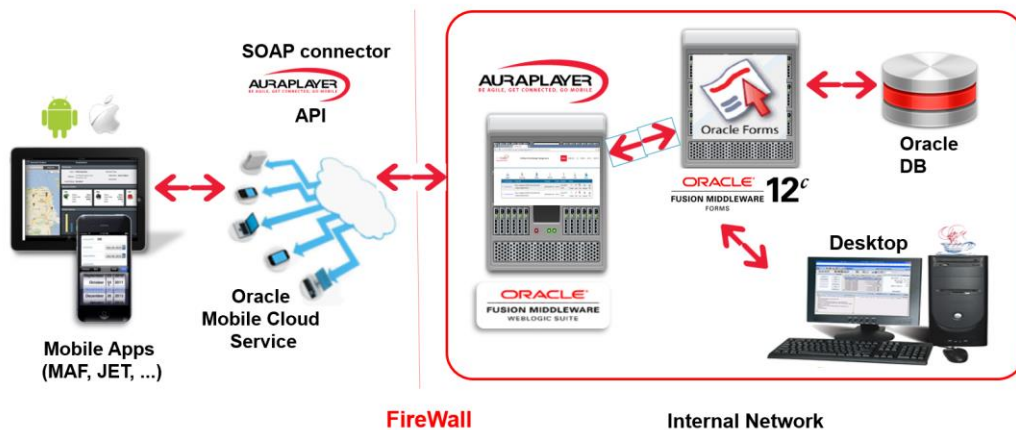 SOAP connector
AURAPLAYER
BE AGILE, GET CONNECTED, GO MOBILE
API
AURAPLAYER
BE AGILE, GET CONNECTED, GO MOBILE
Oracle Forms
Oracle
DB
ORACLE
FUSION MIDDLEWARE
FORMS
12c
Desktop
ORACLE
FUSION MIDDLEWARE
WEBLOGIC SUITE
Oracle
Mobile Cloud
Service
Mobile Apps
(MAF, JET, ...)
FireWall
Internal Network